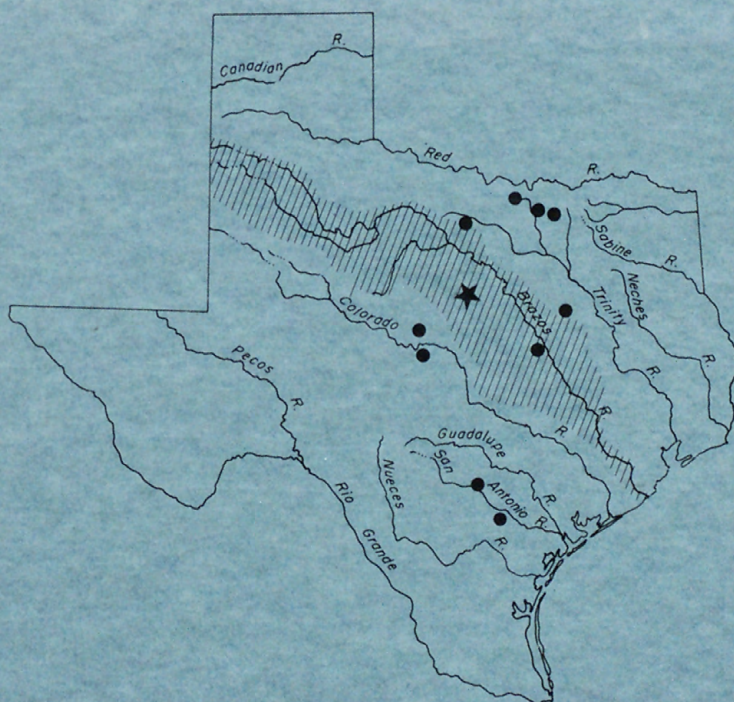 Canadian R.
Red R.
Sabine R.
Neches R.
Trinity R.
Brazos R.
Colorado R.
Pecos R.
Guadalupe R.
San Antonio R.
Nueces R.
Rio Grande